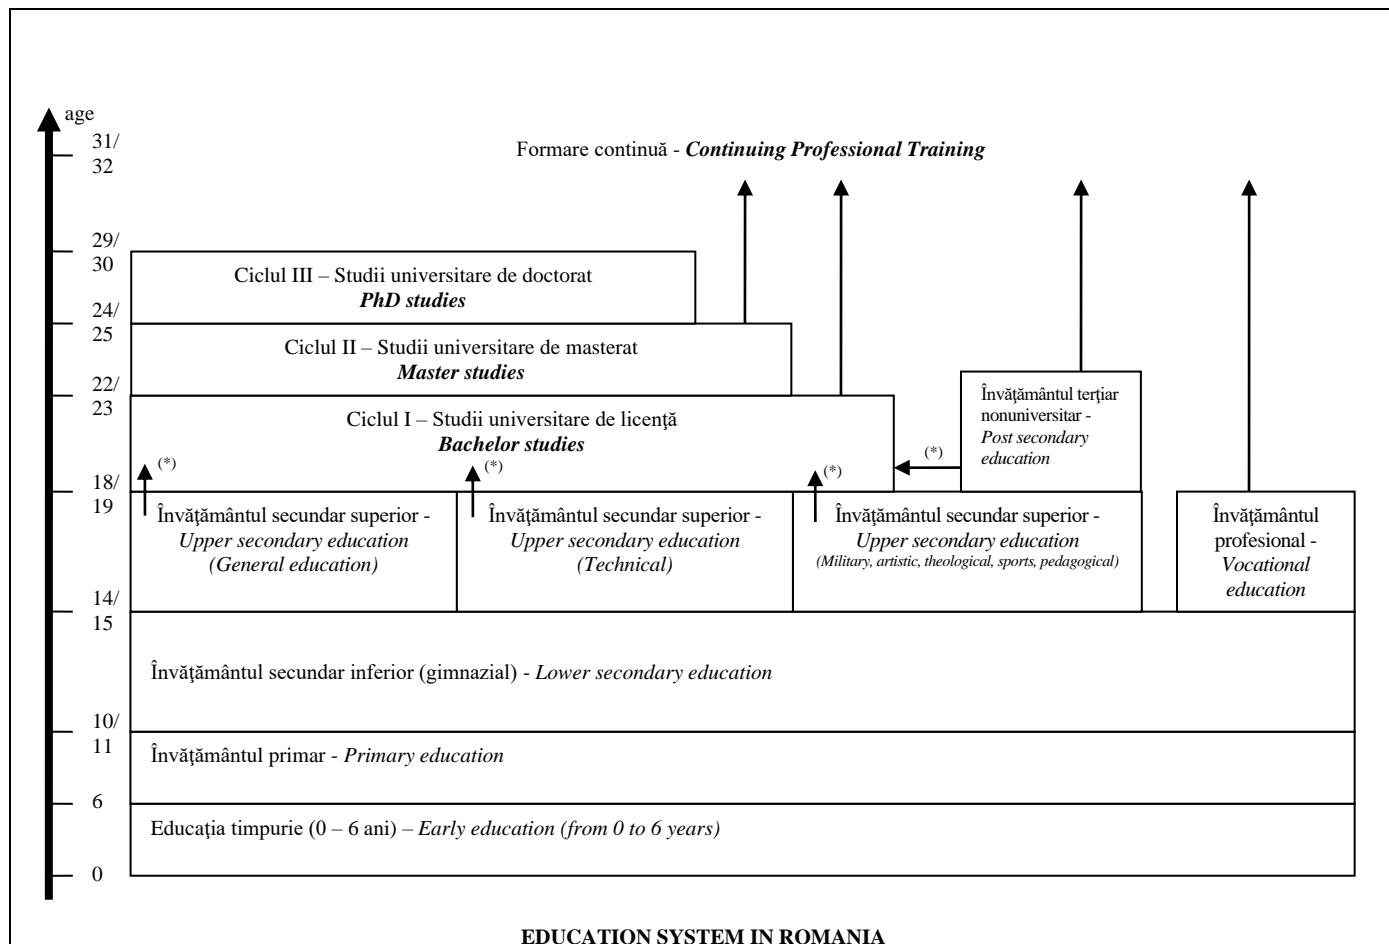 age
31/
32
Formare continuă - Continuing Professional Training
29/
30
Ciclul III – Studii universitare de doctorat
PhD studies
24/
25
Ciclul II – Studii universitare de masterat
Master studies
22/
23
Ciclul I – Studii universitare de licenţă
Bachelor studies
Învăţământul terţiar
nonuniversitar -
Post secondary
education
(*)
(*)
(*)
(*)
18/
19
Învăţământul secundar superior -
Upper secondary education
(General education)
Învăţământul secundar superior -
Upper secondary education
(Technical)
Învăţământul secundar superior -
Upper secondary education
(Military, artistic, theological, sports, pedagogical)
Învăţământul
profesional -
Vocational
education
14/
15
Învăţământul secundar inferior (gimnazial) - Lower secondary education
10/
11
Învăţământul primar - Primary education
6
Educaţia timpurie (0 – 6 ani) – Early education (from 0 to 6 years)
0
EDUCATION SYSTEM IN ROMANIA